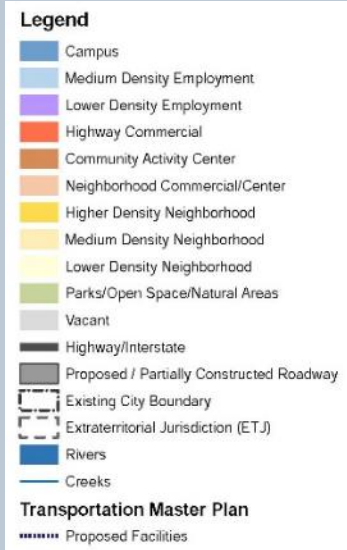 Legend
Campus
Medium Density Employment
Lower Density Employment
Highway Commercial
Community Activity Center
Neighborhood Commercial/Center
Higher Density Neighborhood
Medium Density Neighborhood
Lower Density Neighborhood
Parks/Open Space/Natural Areas
Vacant
Highway/Interstate
Proposed / Partially Constructed Roadway
Existing City Boundary
Extraterritorial Jurisdiction (ETJ)
Rivers
Creeks
Transportation Master Plan
Proposed Facilities